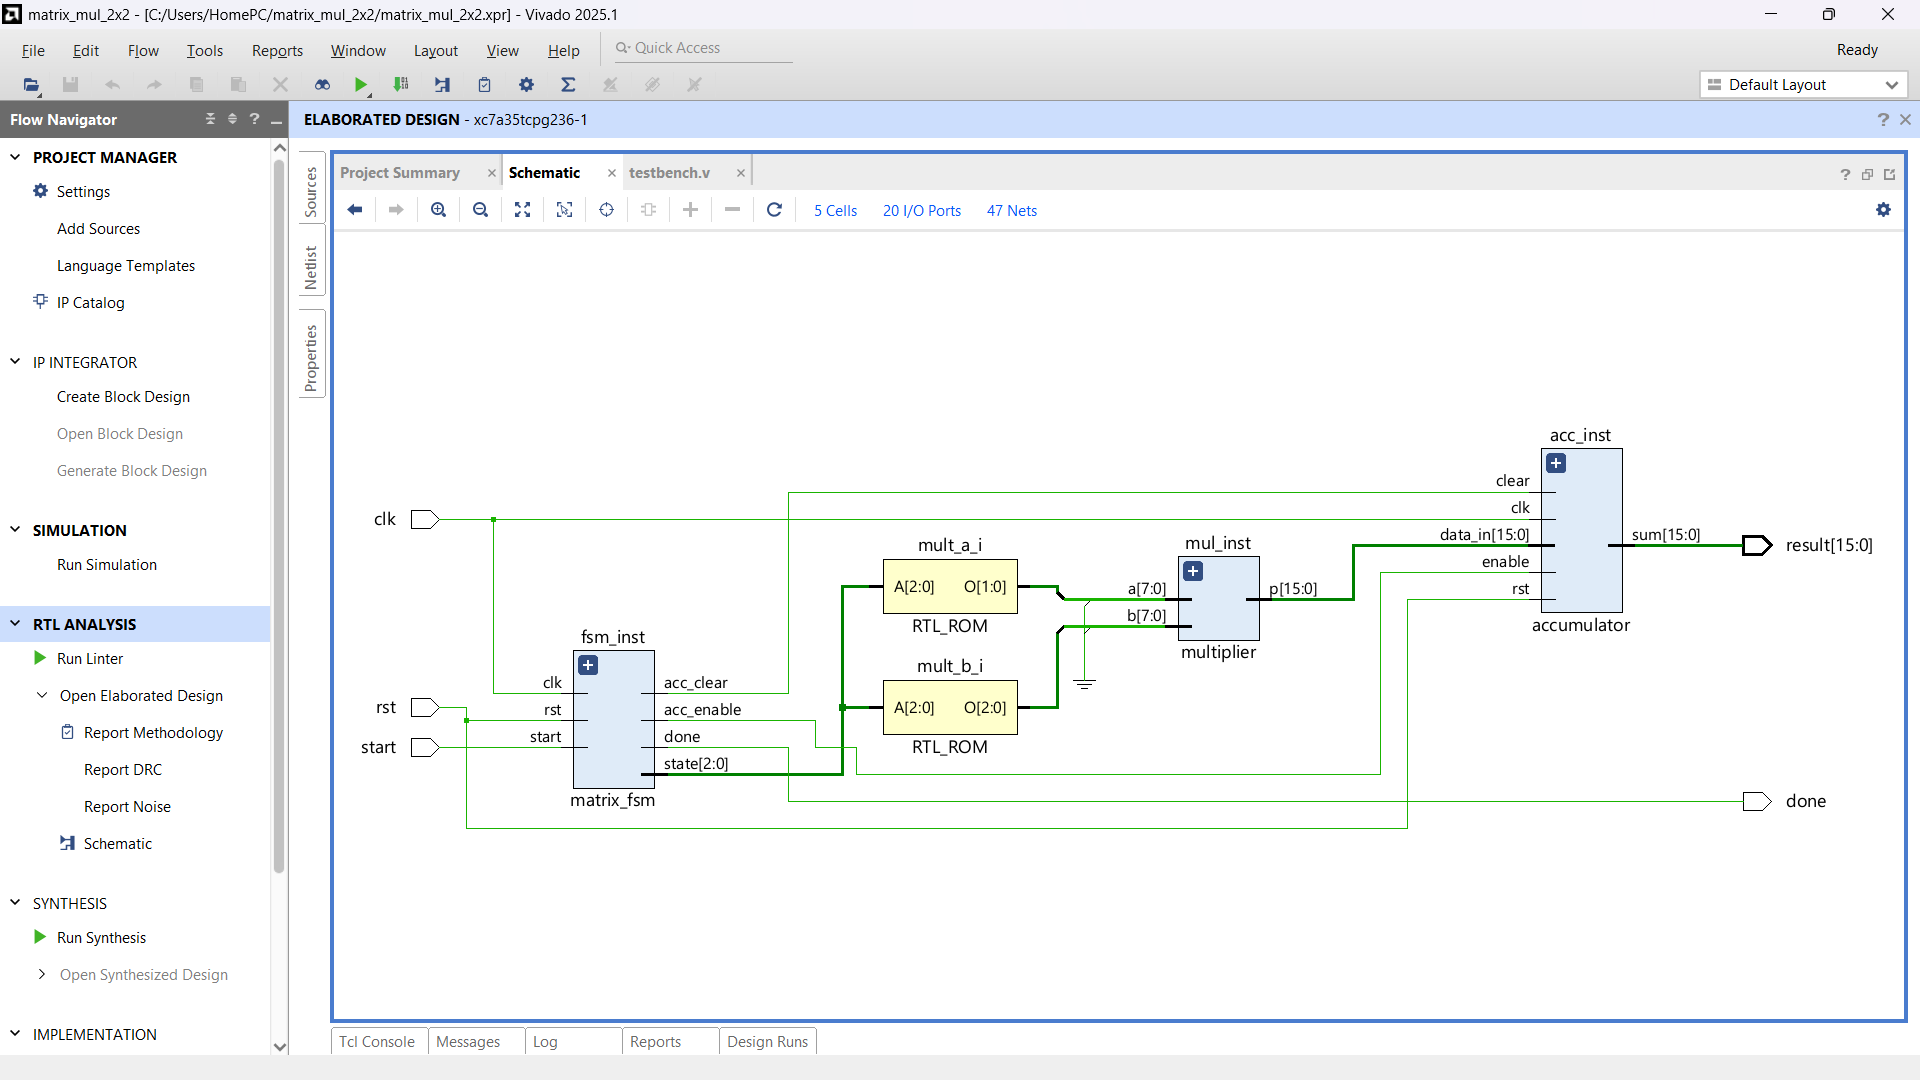 matrix_mul_2x2 - [C:/Users/HomePC/matrix_mul_2x2/matrix_mul_2x2.xpr] - Vivado 2025.1
File Edit Flow Tools Reports Window Layout View Help Quick Access Ready
Default Layout
Flow Navigator
ELABORATED DESIGN - xc7a35tcpg236-1
PROJECT MANAGER
Settings
Add Sources
Language Templates
IP Catalog
IP INTEGRATOR
Create Block Design
Open Block Design
Generate Block Design
SIMULATION
Run Simulation
RTL ANALYSIS
Run Linter
Open Elaborated Design
Report Methodology
Report DRC
Report Noise
Schematic
SYNTHESIS
Run Synthesis
Open Synthesized Design
IMPLEMENTATION
Sources
Netlist
Properties
Project Summary Schematic testbench.v
5 Cells 20 I/O Ports 47 Nets
clk
rst
start
fsm_inst
clk
rst
start
acc_clear
acc_enable
done
state[2:0]
matrix_fsm
mult_a_i
A[2:0] O[1:0]
RTL_ROM
mult_b_i
A[2:0] O[2:0]
RTL_ROM
mul_inst
a[7:0]
b[7:0]
p[15:0]
multiplier
acc_inst
clear
clk
data_in[15:0]
enable
rst
sum[15:0]
accumulator
result[15:0]
done
Tcl Console Messages Log Reports Design Runs